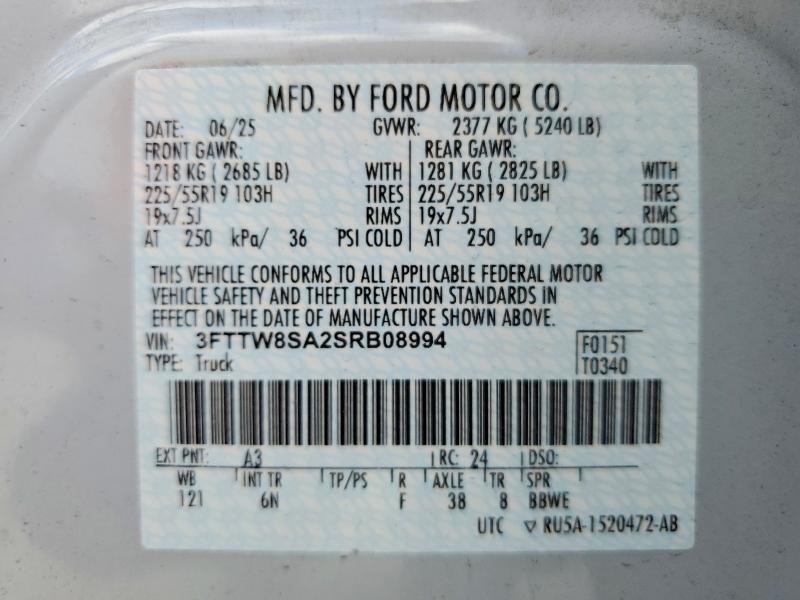 MFD. BY FORD MOTOR CO.
DATE: 06/25 GVWR: 2377 KG ( 5240 LB)
FRONT GAWR: REAR GAWR:
1218 KG ( 2685 LB) WITH 1281 KG ( 2825 LB) WITH
225/55R19 103H TIRES 225/55R19 103H TIRES
19x7.5J RIMS 19x7.5J RIMS
AT 250 kPa/ 36 PSI COLD AT 250 kPa/ 36 PSI COLD
THIS VEHICLE CONFORMS TO ALL APPLICABLE FEDERAL MOTOR
VEHICLE SAFETY AND THEFT PREVENTION STANDARDS IN
EFFECT ON THE DATE OF MANUFACTURE SHOWN ABOVE.
VIN: 3FTTW8SA2SRB08994 F0151
TYPE: Truck T0340
EXT PNT: A3 RC: 24 DSO:
WB INT TR TP/PS R AXLE TR SPR
121 6N F 38 8 BBWE
UTC ▽ RU5A-1520472-AB